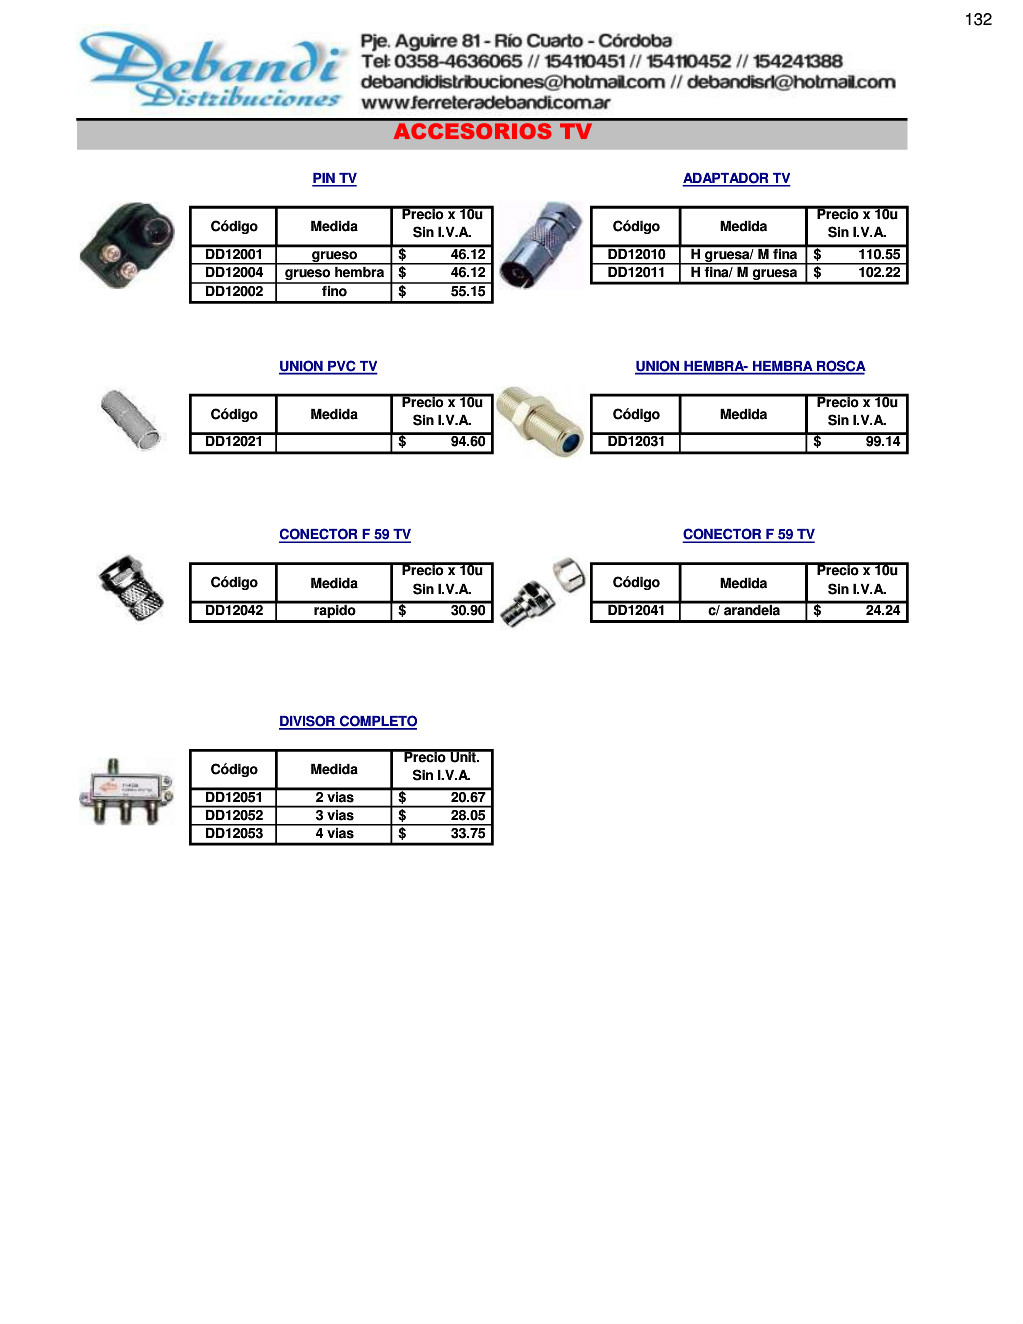 132
Debandi
Distribuciones
Pje. Aguirre 81 - Río Cuarto - Córdoba
Tel: 0358-4636065 // 154110451 // 154110452 // 154241388
debandidistribuciones@hotmail.com // debandisrl@hotmail.com
www.ferreteradebandi.com.ar
ACCESORIOS TV
PIN TV
Código Medida Precio x 10u Sin I.V.A.
DD12001 grueso $ 46.12
DD12004 grueso hembra $ 46.12
DD12002 fino $ 55.15
ADAPTADOR TV
Código Medida Precio x 10u Sin I.V.A.
DD12010 H gruesa/ M fina $ 110.55
DD12011 H fina/ M gruesa $ 102.22
UNION PVC TV
Código Medida Precio x 10u Sin I.V.A.
DD12021 $ 94.60
UNION HEMBRA- HEMBRA ROSCA
Código Medida Precio x 10u Sin I.V.A.
DD12031 $ 99.14
CONECTOR F 59 TV
Código Medida Precio x 10u Sin I.V.A.
DD12042 rapido $ 30.90
CONECTOR F 59 TV
Código Medida Precio x 10u Sin I.V.A.
DD12041 c/ arandela $ 24.24
DIVISOR COMPLETO
Código Medida Precio Unit. Sin I.V.A.
DD12051 2 vias $ 20.67
DD12052 3 vias $ 28.05
DD12053 4 vias $ 33.75